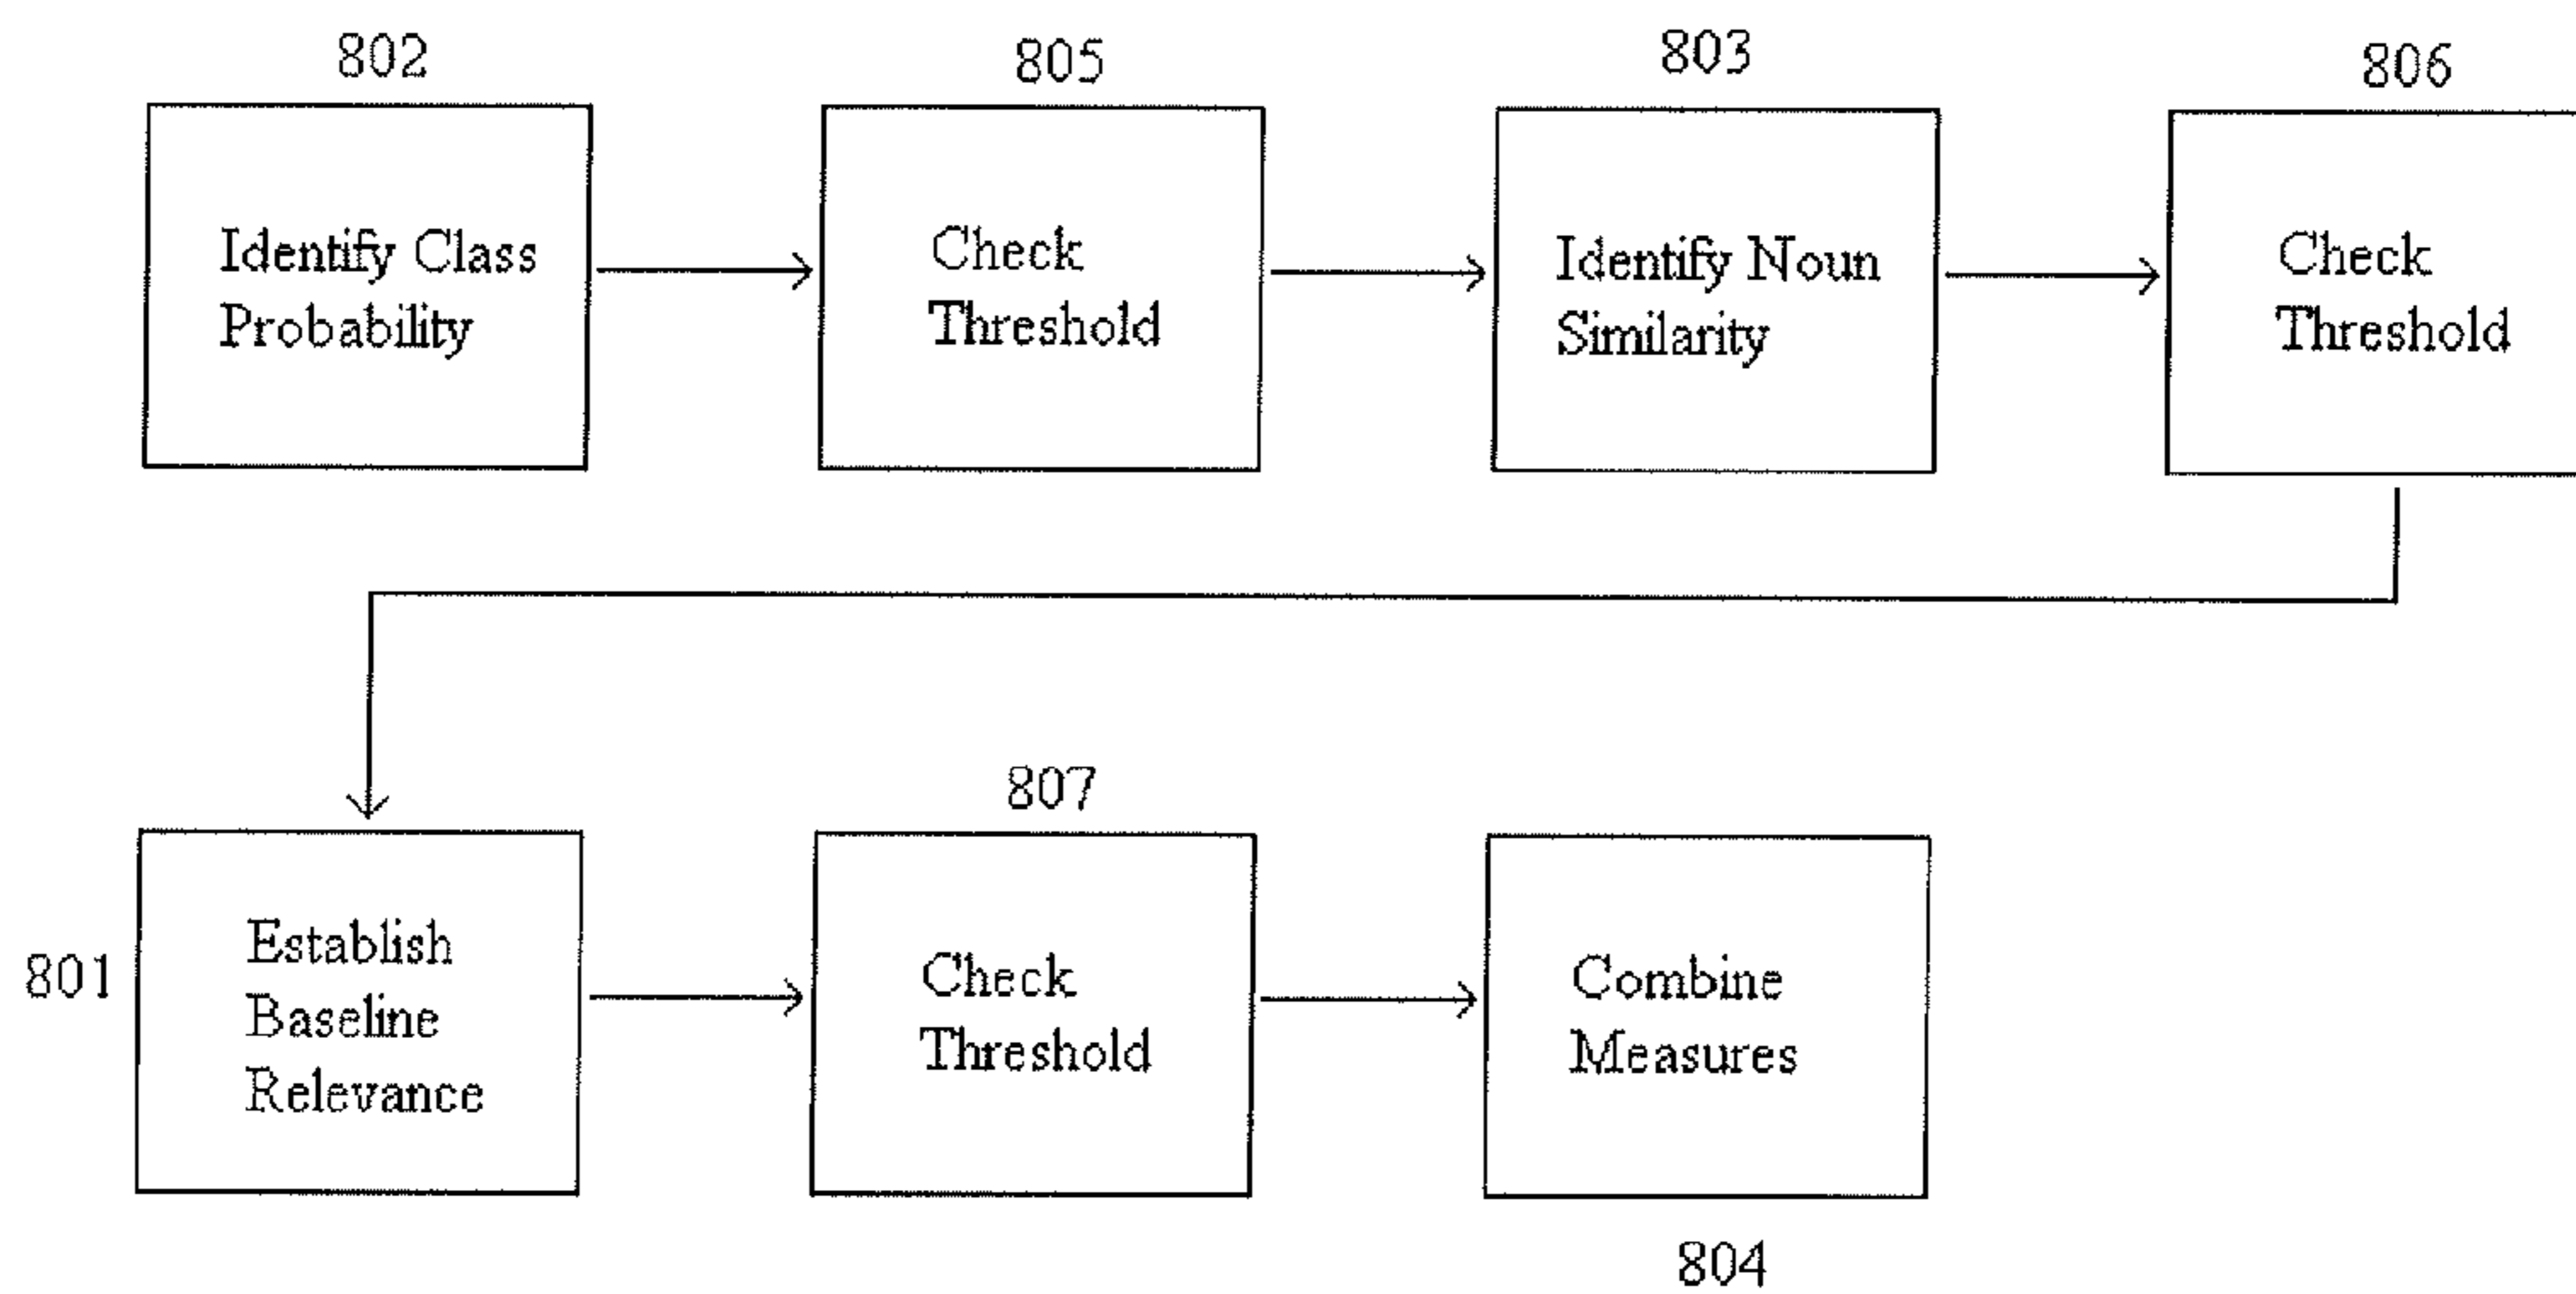 802
805
803
806
Identify Class
Probability
Check
Threshold
Identify Noun
Similarity
Check
Threshold
807
801
Establish
Baseline
Relevance
Check
Threshold
Combine
Measures
804